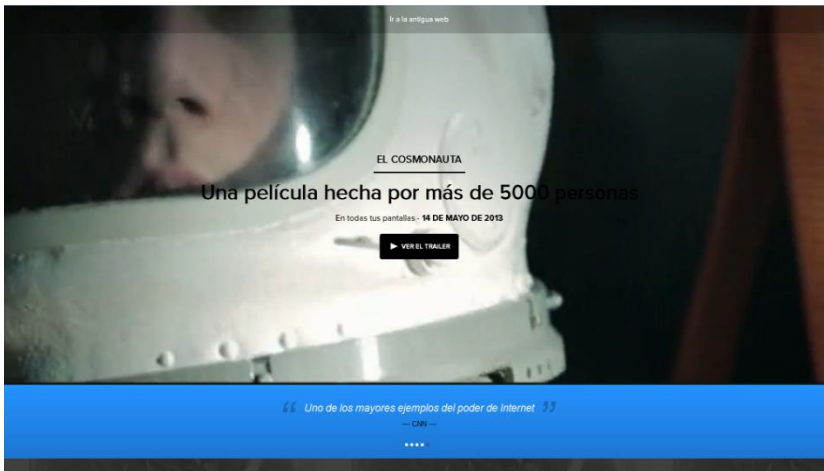 Ir a la antigua web
EL COSMONAUTA
Una película hecha por más de 5000 personas
En todas tus pantallas - 14 DE MAYO DE 2013
VER EL TRAILER
“ Uno de los mayores ejemplos del poder de Internet ”
— CNN —